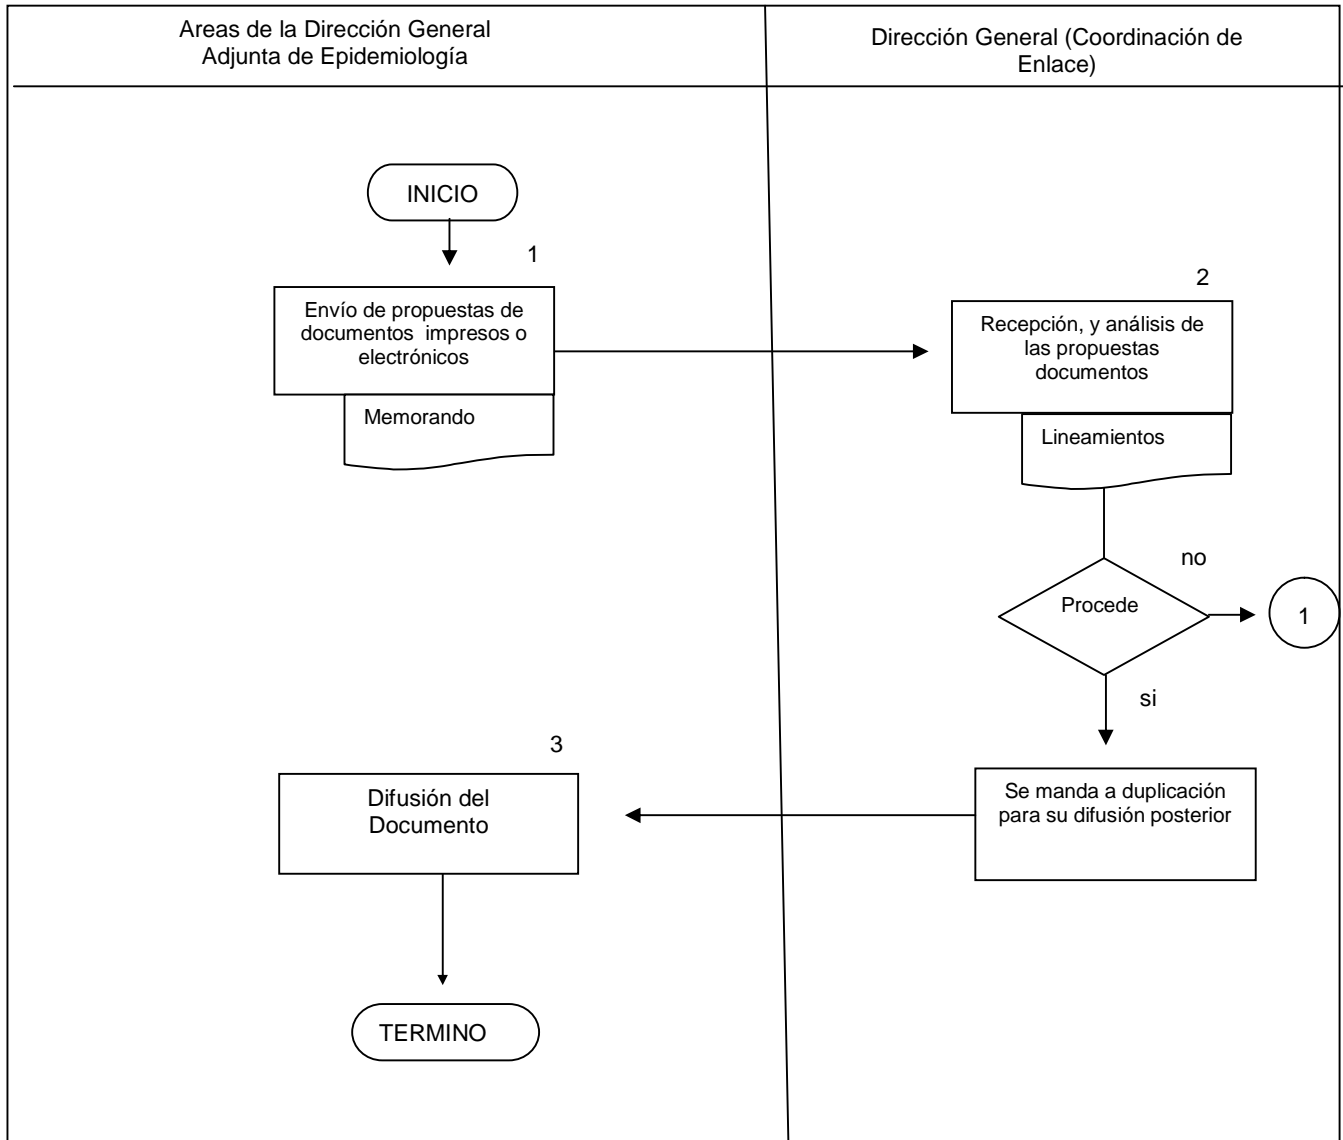 Areas de la Dirección General
Adjunta de Epidemiología
Dirección General (Coordinación de
Enlace)
INICIO
1
Envío de propuestas de
documentos impresos o
electrónicos
Memorando
2
Recepción, y análisis de
las propuestas
documentos
Lineamientos
no
Procede
1
si
3
Difusión del
Documento
Se manda a duplicación
para su difusión posterior
TERMINO